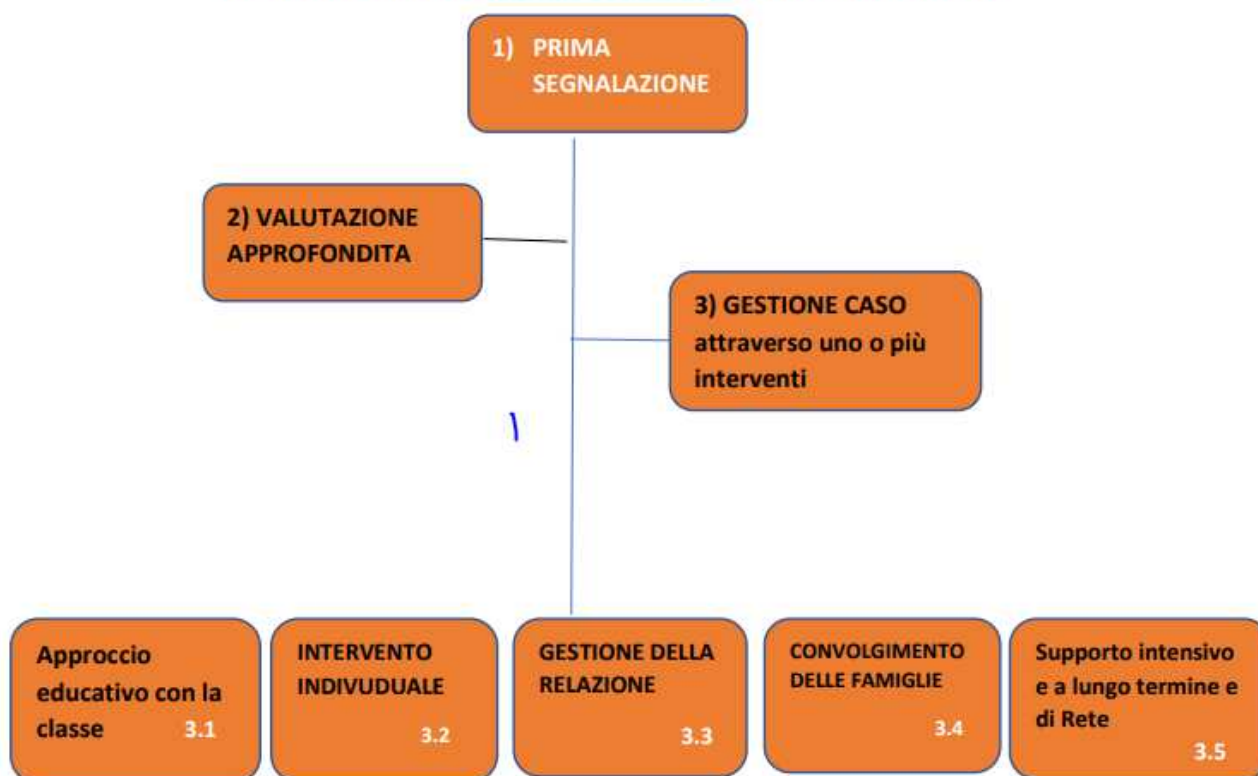 1) PRIMA
SEGNALAZIONE
2) VALUTAZIONE
APPROFONDITA
3) GESTIONE CASO
attraverso uno o più
interventi
Approccio
educativo con la
classe 3.1
INTERVENTO
INDIVUDUALE
3.2
GESTIONE DELLA
RELAZIONE
3.3
CONVOLGIMENTO
DELLE FAMIGLIE
3.4
Supporto intensivo
e a lungo termine e
di Rete
3.5